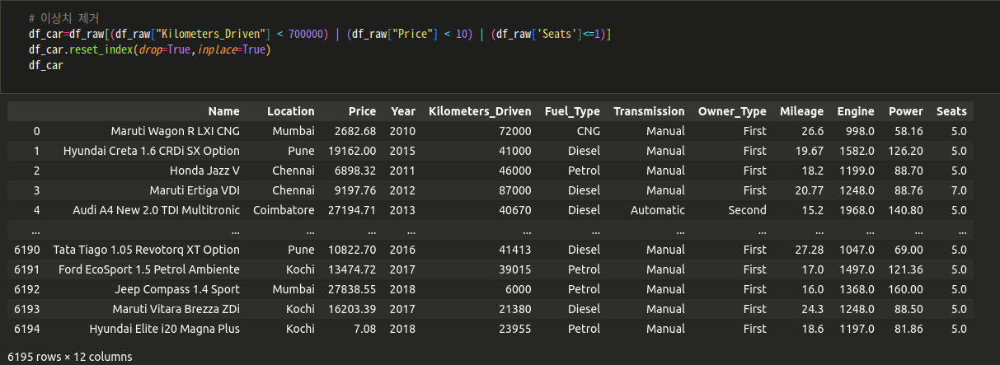 # 이상치 제거
df_car=df_raw[(df_raw["Kilometers_Driven"] < 700000) | (df_raw["Price"] < 10) | (df_raw['Seats']<=1)]
df_car.reset_index(drop=True,inplace=True)
df_car
Name Location Price Year Kilometers_Driven Fuel_Type Transmission Owner_Type Mileage Engine Power Seats
0 Maruti Wagon R LXI CNG Mumbai 2682.68 2010 72000 CNG Manual First 26.6 998.0 58.16 5.0
1 Hyundai Creta 1.6 CRDi SX Option Pune 19162.00 2015 41000 Diesel Manual First 19.67 1582.0 126.20 5.0
2 Honda Jazz V Chennai 6898.32 2011 46000 Petrol Manual First 18.2 1199.0 88.70 5.0
3 Maruti Ertiga VDI Chennai 9197.76 2012 87000 Diesel Manual First 20.77 1248.0 88.76 7.0
4 Audi A4 New 2.0 TDI Multitronic Coimbatore 27194.71 2013 40670 Diesel Automatic Second 15.2 1968.0 140.80 5.0
... ... ... ... ... ... ... ... ... ... ... ... ...
6190 Tata Tiago 1.05 Revotorq XT Option Pune 10822.70 2016 41413 Diesel Manual First 27.28 1047.0 69.00 5.0
6191 Ford EcoSport 1.5 Petrol Ambiente Kochi 13474.72 2017 39015 Petrol Manual First 17.0 1497.0 121.36 5.0
6192 Jeep Compass 1.4 Sport Mumbai 27838.55 2018 6000 Petrol Manual First 16.0 1368.0 160.00 5.0
6193 Maruti Vitara Brezza ZDi Kochi 16203.39 2017 21380 Diesel Manual First 24.3 1248.0 88.50 5.0
6194 Hyundai Elite i20 Magna Plus Kochi 7.08 2018 23955 Petrol Manual First 18.6 1197.0 81.86 5.0
6195 rows × 12 columns